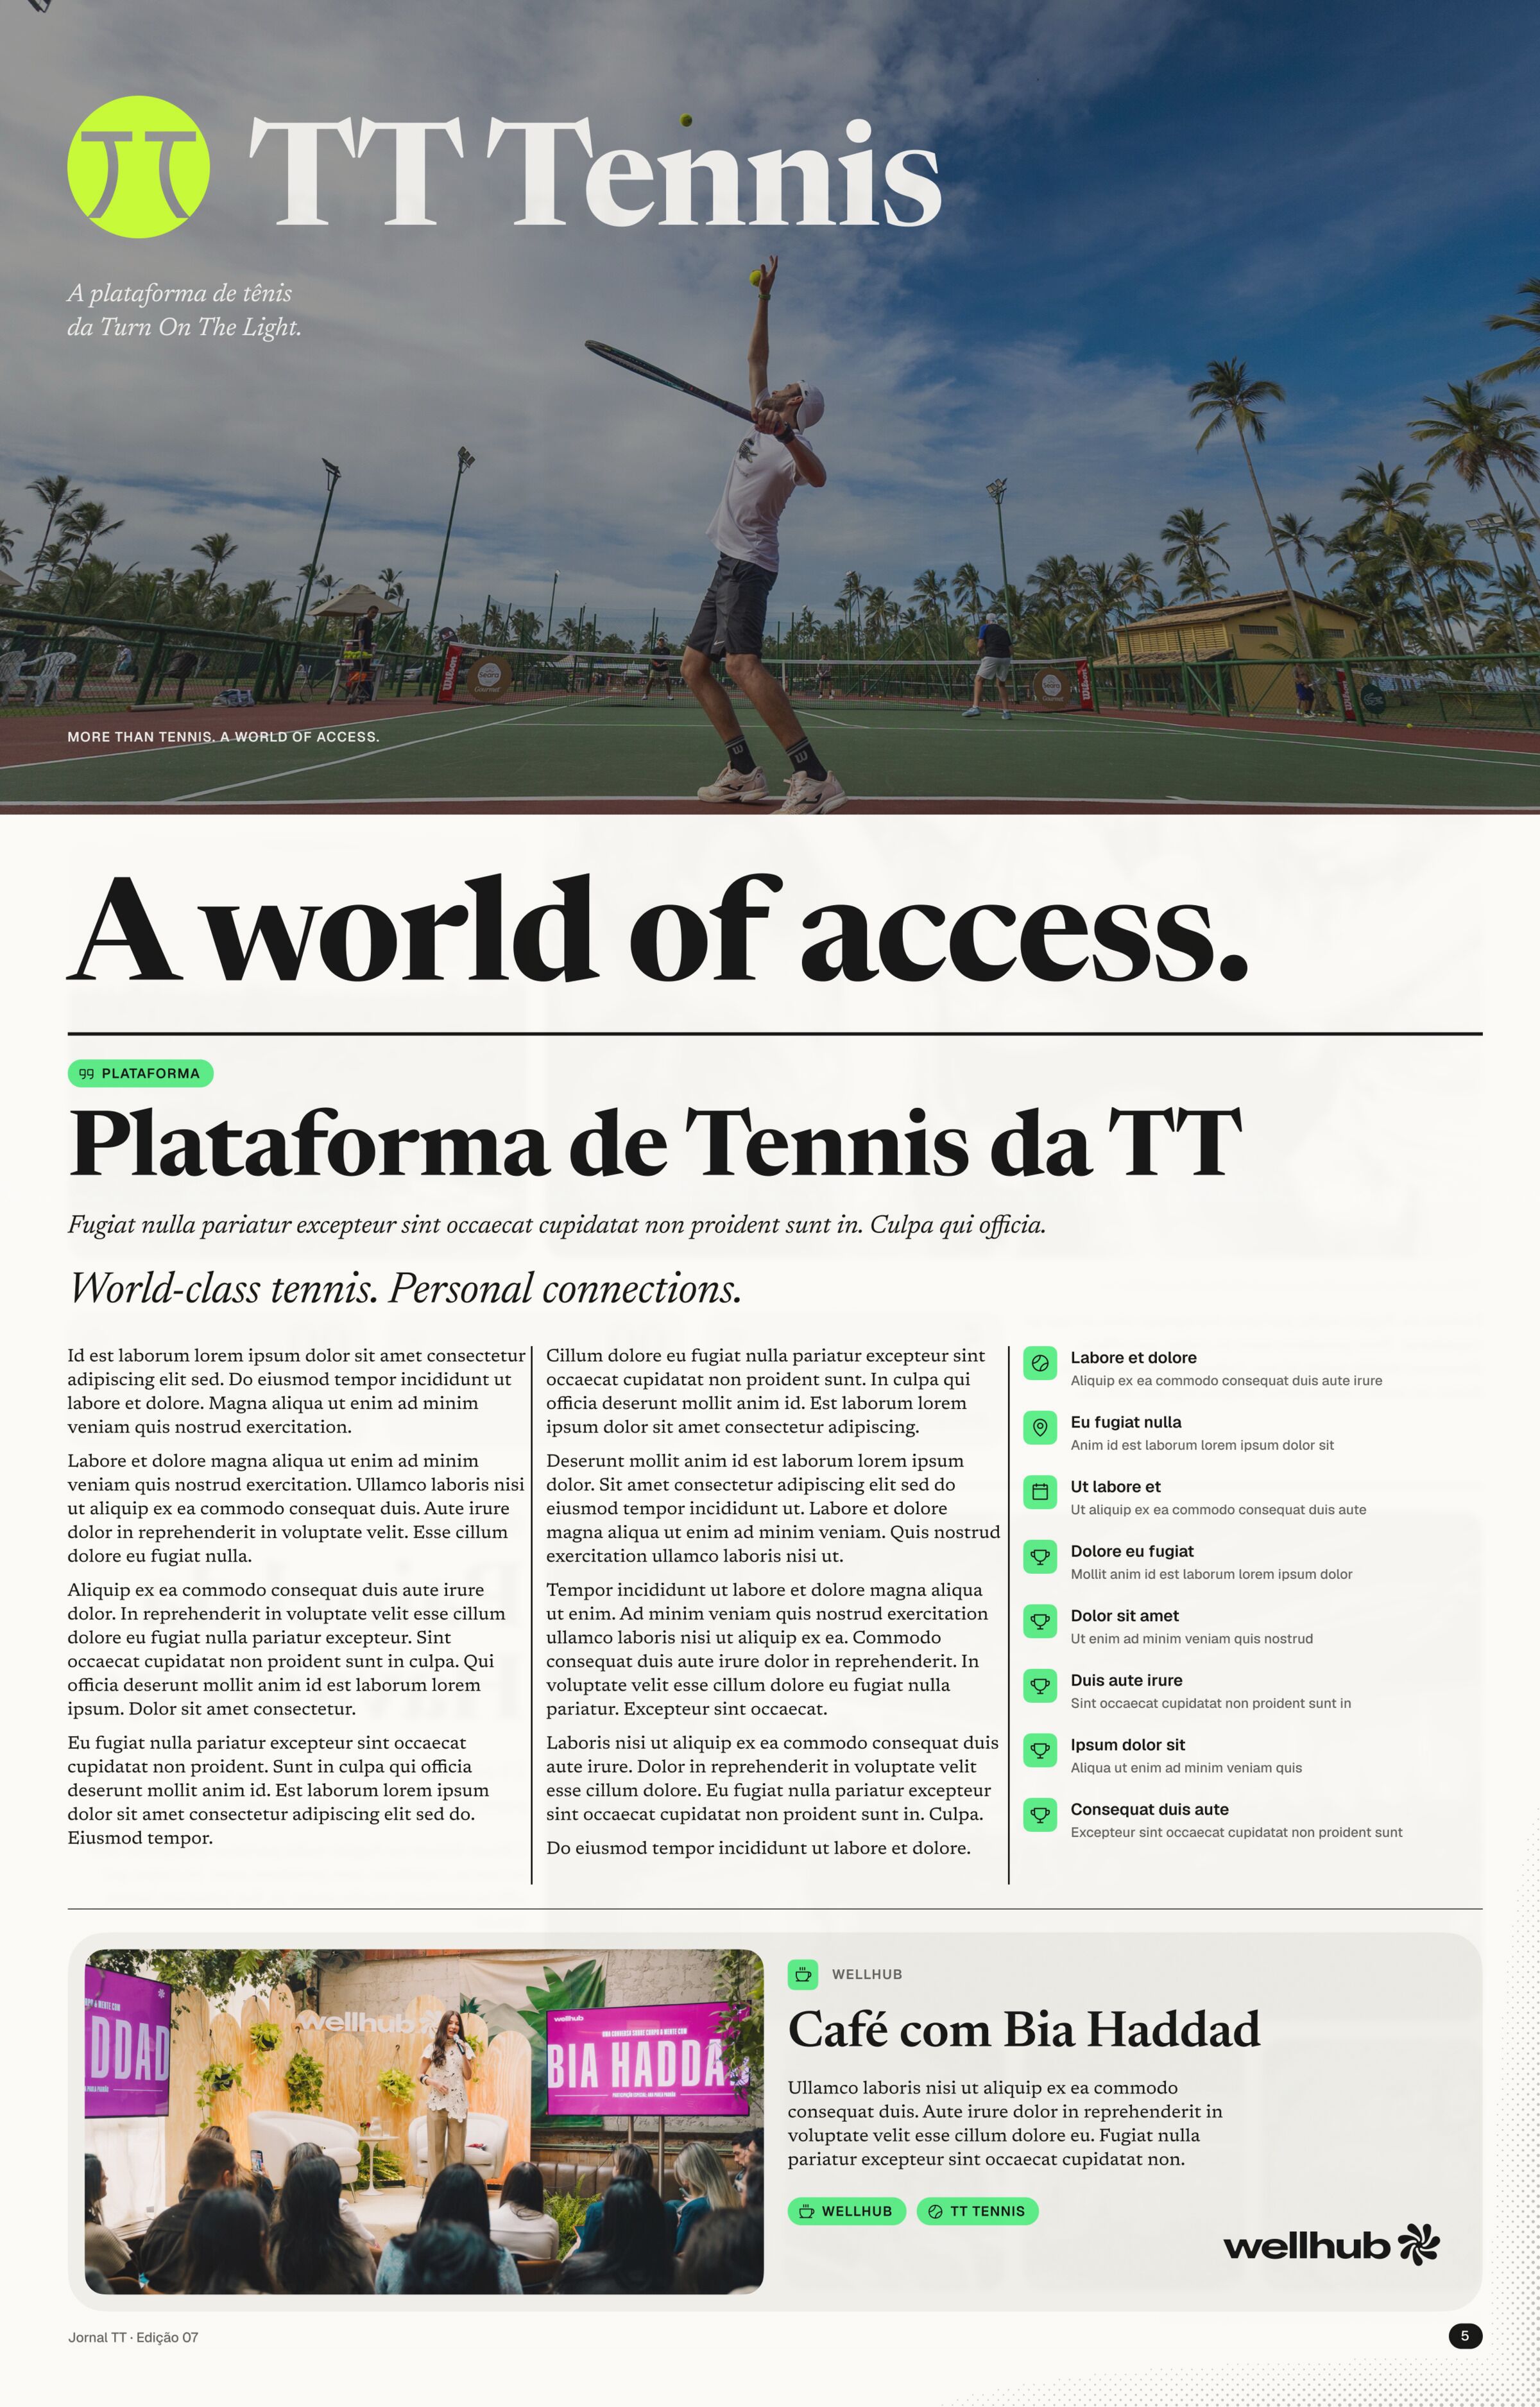 TT
TT Tennis
A plataforma de tênis
da Turn On The Light.
Wilson
Seara
Gourmet
Seara
Wilson
Wilson
MORE THAN TENNIS. A WORLD OF ACCESS.
A world of access.
PLATAFORMA
Plataforma de Tennis da TT
Fugiat nulla pariatur excepteur sint occaecat cupidatat non proident sunt in. Culpa qui officia.
World-class tennis. Personal connections.
Id est laborum lorem ipsum dolor sit amet consectetur
adipiscing elit sed. Do eiusmod tempor incididunt ut
labore et dolore. Magna aliqua ut enim ad minim
veniam quis nostrud exercitation.
Labore et dolore magna aliqua ut enim ad minim
veniam quis nostrud exercitation. Ullamco laboris nisi
ut aliquip ex ea commodo consequat duis. Aute irure
dolor in reprehenderit in voluptate velit. Esse cillum
dolore eu fugiat nulla.
Aliquip ex ea commodo consequat duis aute irure
dolor. In reprehenderit in voluptate velit esse cillum
dolore eu fugiat nulla pariatur excepteur. Sint
occaecat cupidatat non proident sunt in culpa. Qui
officia deserunt mollit anim id est laborum lorem
ipsum. Dolor sit amet consectetur.
Eu fugiat nulla pariatur excepteur sint occaecat
cupidatat non proident. Sunt in culpa qui officia
deserunt mollit anim id. Est laborum lorem ipsum
dolor sit amet consectetur adipiscing elit sed do.
Eiusmod tempor.
Cillum dolore eu fugiat nulla pariatur excepteur sint
occaecat cupidatat non proident sunt. In culpa qui
officia deserunt mollit anim id. Est laborum lorem
ipsum dolor sit amet consectetur adipiscing.
Deserunt mollit anim id est laborum lorem ipsum
dolor. Sit amet consectetur adipiscing elit sed do
eiusmod tempor incididunt ut. Labore et dolore
magna aliqua ut enim ad minim veniam. Quis nostrud
exercitation ullamco laboris nisi ut.
Tempor incididunt ut labore et dolore magna aliqua
ut enim. Ad minim veniam quis nostrud exercitation
ullamco laboris nisi ut aliquip ex ea. Commodo
consequat duis aute irure dolor in reprehenderit. In
voluptate velit esse cillum dolore eu fugiat nulla
pariatur. Excepteur sint occaecat.
Laboris nisi ut aliquip ex ea commodo consequat duis
aute irure. Dolor in reprehenderit in voluptate velit
esse cillum dolore. Eu fugiat nulla pariatur excepteur
sint occaecat cupidatat non proident sunt in. Culpa.
Do eiusmod tempor incididunt ut labore et dolore.
Labore et dolore
Aliquip ex ea commodo consequat duis aute irure
Eu fugiat nulla
Anim id est laborum lorem ipsum dolor sit
Ut labore et
Ut aliquip ex ea commodo consequat duis aute
Dolore eu fugiat
Mollit anim id est laborum lorem ipsum dolor
Dolor sit amet
Ut enim ad minim veniam quis nostrud
Duis aute irure
Sint occaecat cupidatat non proident sunt in
Ipsum dolor sit
Aliqua ut enim ad minim veniam quis
Consequat duis aute
Excepteur sint occaecat cupidatat non proident sunt
DDAD
wellhub
wellhub
UMA CONVERSA SOBRE CORPO & MENTE COM
BIA HADDA
WELLHUB
Café com Bia Haddad
Ullamco laboris nisi ut aliquip ex ea commodo
consequat duis. Aute irure dolor in reprehenderit in
voluptate velit esse cillum dolore eu. Fugiat nulla
pariatur excepteur sint occaecat cupidatat non.
WELLHUB
TT TENNIS
wellhub
Jornal TT · Edição 07
5